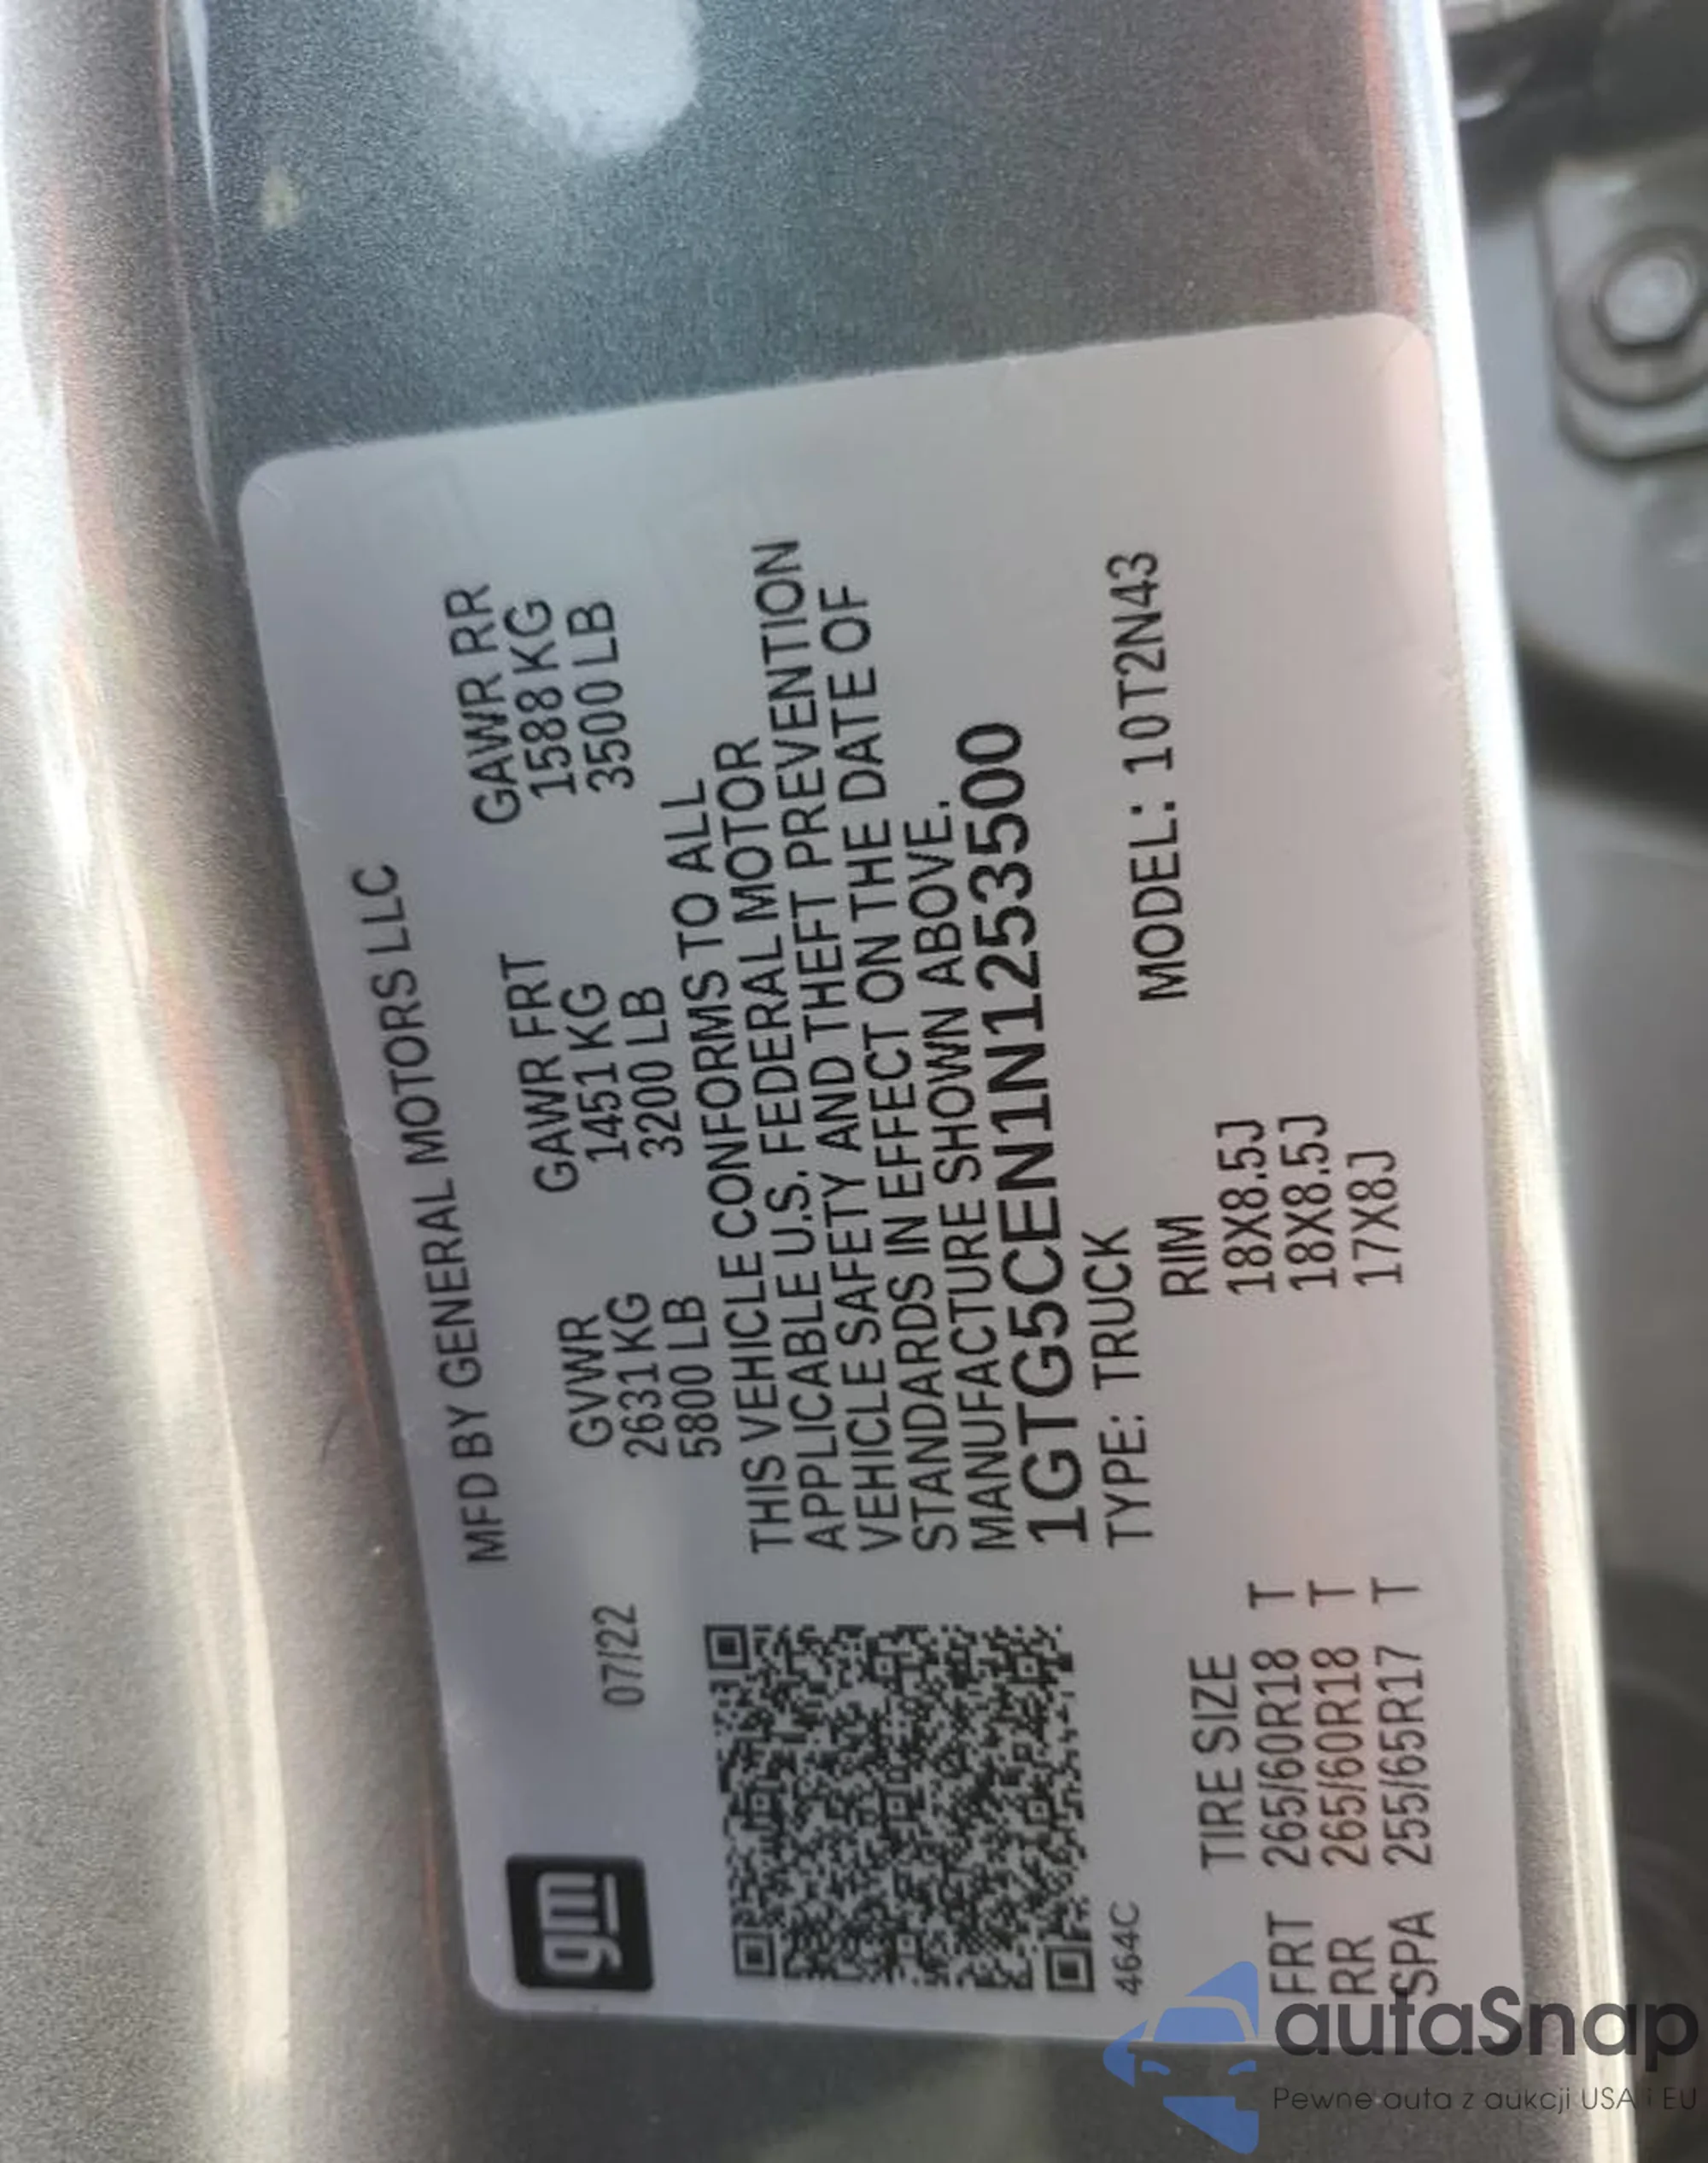 MFD BY GENERAL MOTORS LLC
gm
07/22
GVWR GAWR FRT GAWR RR
2631 KG 1451 KG 1588 KG
5800 LB 3200 LB 3500 LB
THIS VEHICLE CONFORMS TO ALL
APPLICABLE U.S. FEDERAL MOTOR
VEHICLE SAFETY AND THEFT PREVENTION
STANDARDS IN EFFECT ON THE DATE OF
MANUFACTURE SHOWN ABOVE.
1GTG5CEN1N1253500
464C
TYPE: TRUCK MODEL: 10T2N43
TIRE SIZE RIM
FRT 265/60R18 T 18X8.5J
RR 265/60R18 T 18X8.5J
SPA 255/65R17 T 17X8J
autaSnap
Pewne auta z aukcji USA i EU